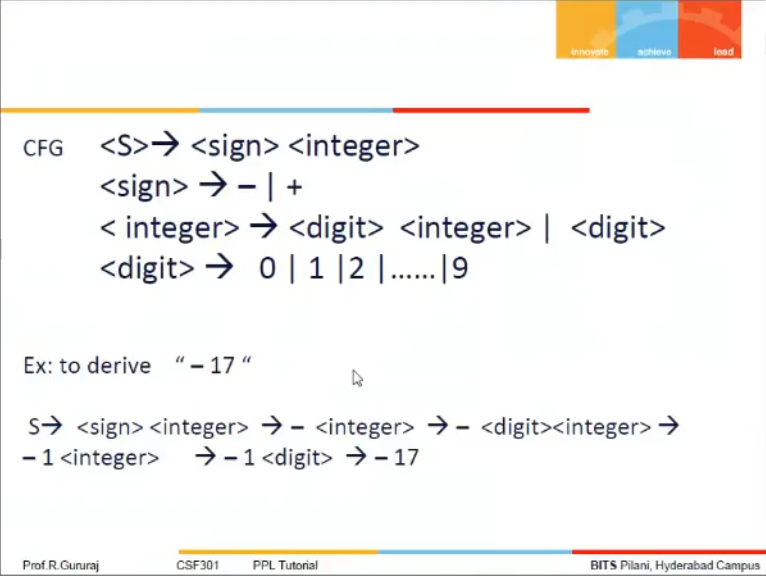 innovate achieve lead
CFG <S>→ <sign> <integer>
<sign> → – | +
< integer> → <digit> <integer> | <digit>
<digit> → 0 | 1 |2 |......|9
Ex: to derive “ – 17 “
S→ <sign> <integer> → – <integer> → – <digit><integer> →
– 1 <integer> → – 1 <digit> → – 17
Prof.R.Gururaj CSF301 PPL Tutorial BITS Pilani, Hyderabad Campus